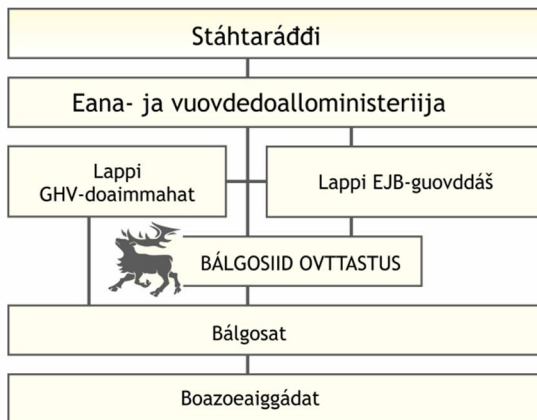 Stáhtaráđđi
Eana- ja vuovdedoalloministeriija
Lappi
GHV-doaimmahat
Lappi EJB-guovddáš
BÁLGOSIID OVTTASTUS
Bálgosat
Boazoeaiggádat